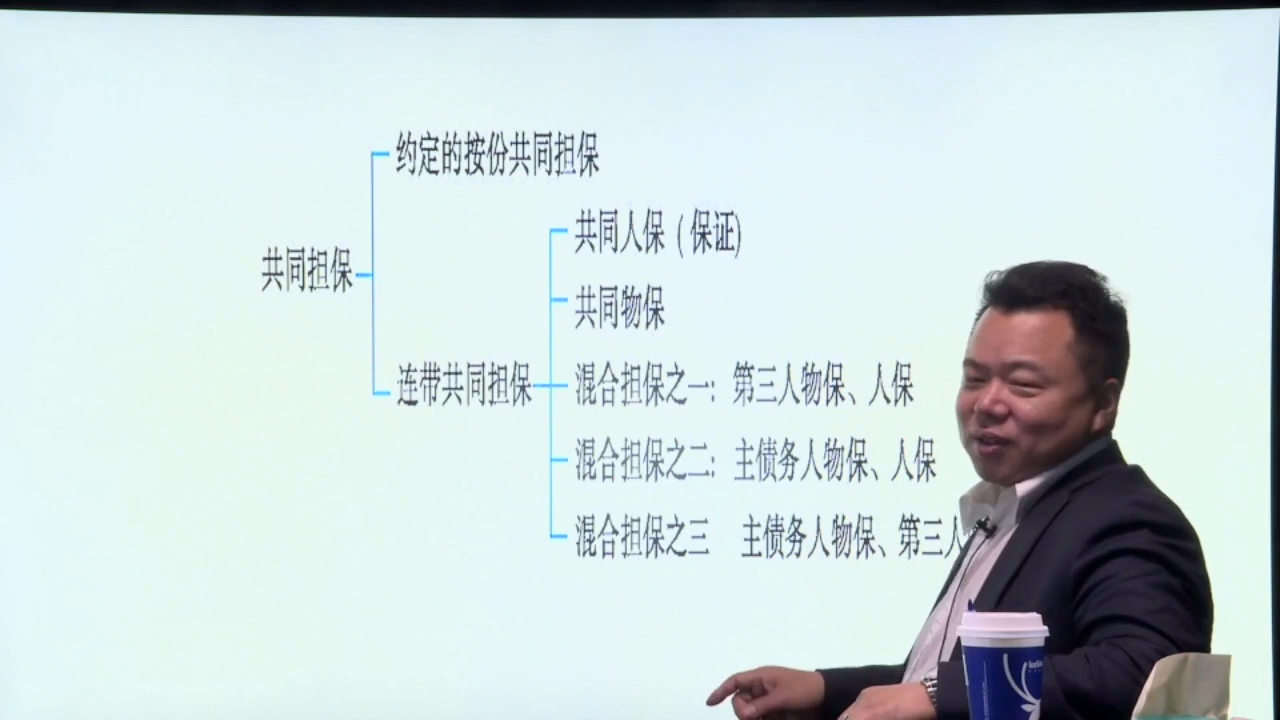 约定的按份共同担保
共同人保（保证)
共同担保
共同物保
连带共同担保
混合担保之一：第三人物保、人保
混合担保之二：主债务人物保、人保
混合担保之三 主债务人物保、第三人